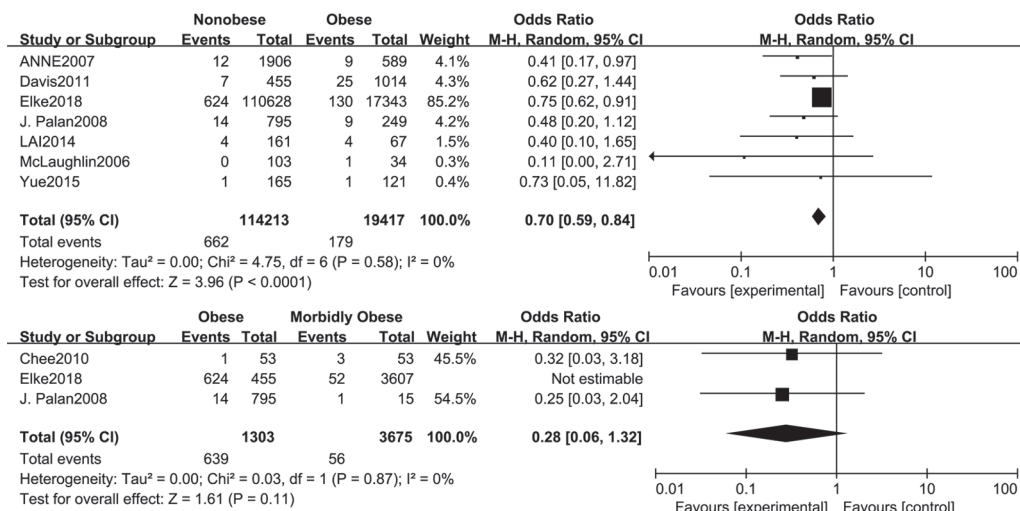 Nonobese Obese Odds Ratio Odds Ratio
Study or Subgroup Events Total Events Total Weight M-H, Random, 95% CI M-H, Random, 95% CI
ANNE2007 12 1906 9 589 4.1% 0.41 [0.17, 0.97]
Davis2011 7 455 25 1014 4.3% 0.62 [0.27, 1.44]
Elke2018 624 110628 130 17343 85.2% 0.75 [0.62, 0.91]
J. Palan2008 14 795 9 249 4.2% 0.48 [0.20, 1.12]
LAI2014 4 161 4 67 1.5% 0.40 [0.10, 1.65]
McLaughlin2006 0 103 1 34 0.3% 0.11 [0.00, 2.71]
Yue2015 1 165 1 121 0.4% 0.73 [0.05, 11.82]
Total (95% CI) 114213 19417 100.0% 0.70 [0.59, 0.84]
Total events 662 179
Heterogeneity: Tau² = 0.00; Chi² = 4.75, df = 6 (P = 0.58); I² = 0%
Test for overall effect: Z = 3.96 (P < 0.0001)
0.01 0.1 1 10 100
Favours [experimental] Favours [control]
Obese Morbidly Obese Odds Ratio Odds Ratio
Study or Subgroup Events Total Events Total Weight M-H, Random, 95% CI M-H, Random, 95% CI
Chee2010 1 53 3 53 45.5% 0.32 [0.03, 3.18]
Elke2018 624 455 52 3607 Not estimable
J. Palan2008 14 795 1 15 54.5% 0.25 [0.03, 2.04]
Total (95% CI) 1303 3675 100.0% 0.28 [0.06, 1.32]
Total events 639 56
Heterogeneity: Tau² = 0.00; Chi² = 0.03, df = 1 (P = 0.87); I² = 0%
Test for overall effect: Z = 1.61 (P = 0.11)
0.01 0.1 1 10 100
Favours [experimental] Favours [control]